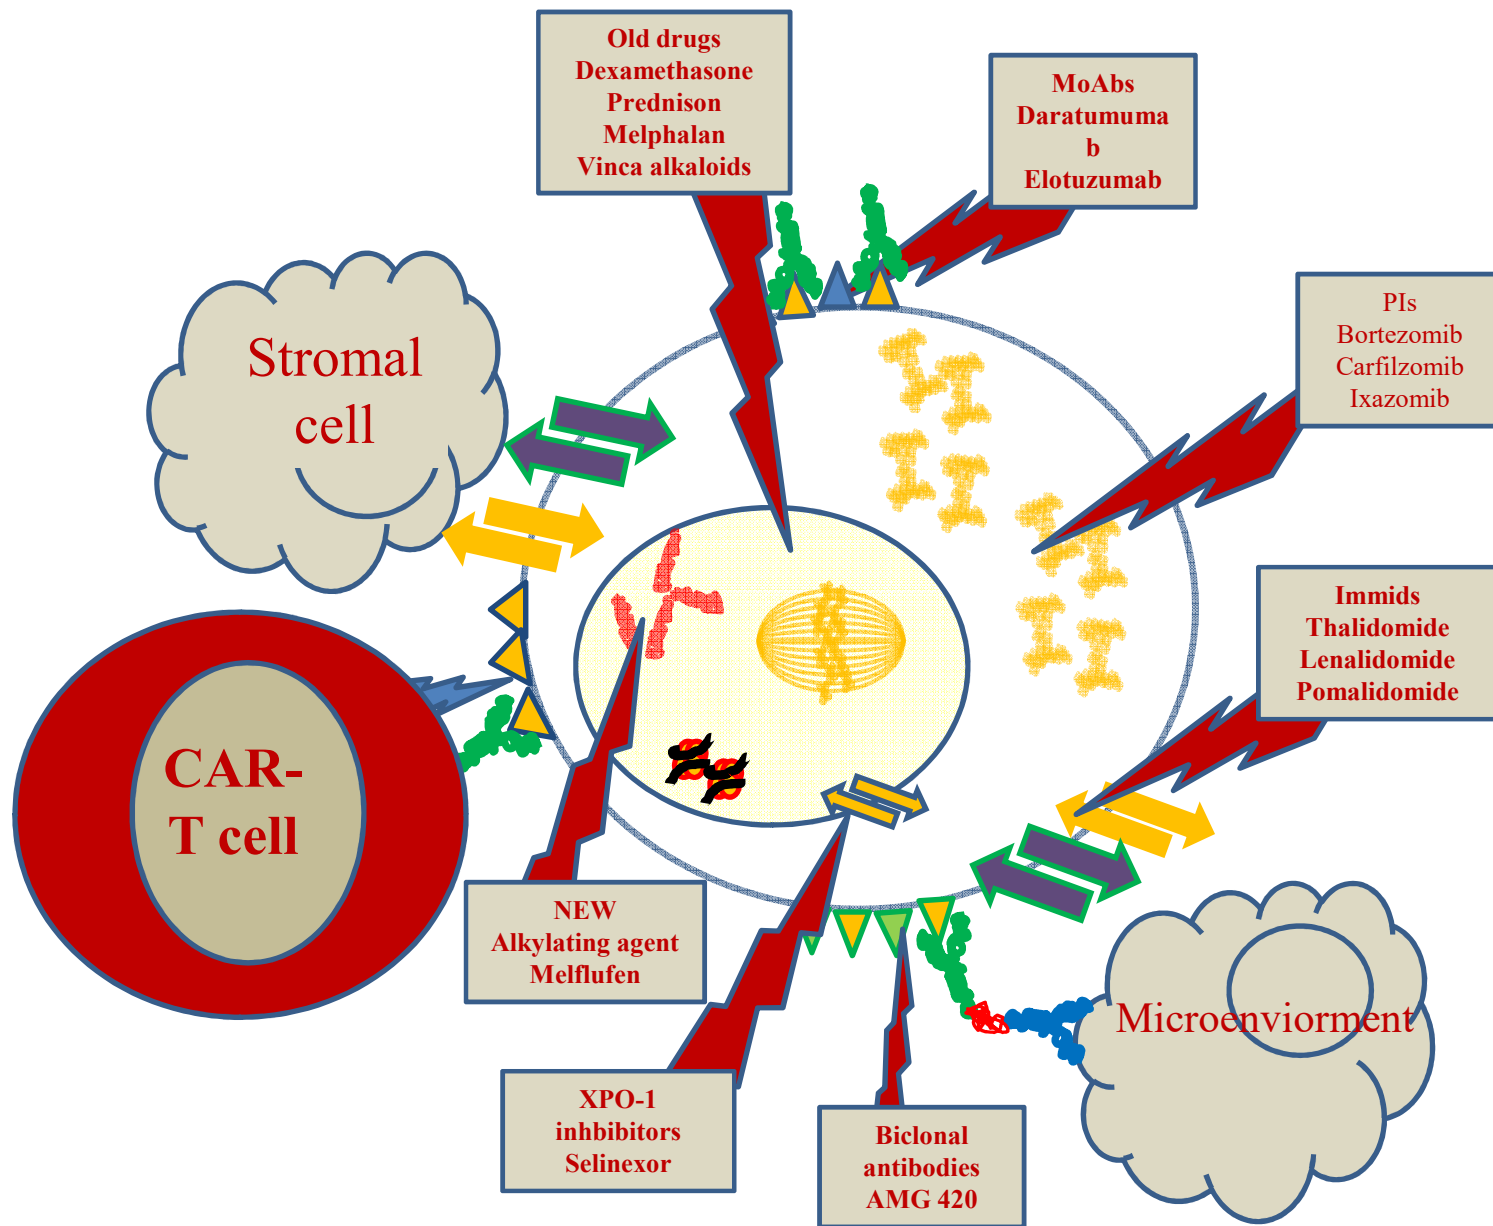 Old drugs
Dexamethasone
Prednison
Melphalan
Vinca alkaloids
MoAbs
Daratumuma
b
Elotuzumab
PIs
Bortezomib
Carfilzomib
Ixazomib
Stromal
cell
Immids
Thalidomide
Lenalidomide
Pomalidomide
CAR-
T cell
NEW
Alkylating agent
Melflufen
Microenviorment
XPO-1
inhbibitors
Selinexor
Biclonal
antibodies
AMG 420